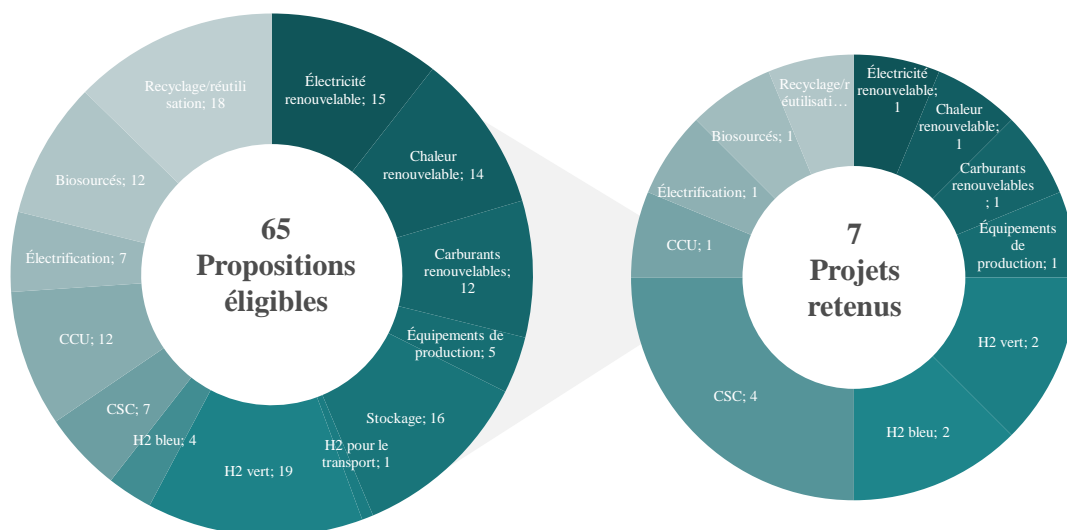 65
Propositions
éligibles
Électricité
renouvelable; 15
Chaleur
renouvelable; 14
Carburants
renouvelables;
12
Équipements de
production; 5
Stockage; 16
H2 pour le
transport; 1
H2 vert; 19
H2 bleu; 4
CSC; 7
CCU; 12
Électrification; 7
Biosourcés; 12
Recyclage/réutili
sation; 18
7
Projets
retenus
Électricité
renouvelable;
1
Chaleur
renouvelable;
1
Carburants
renouvelables
; 1
Équipements
de
production; 1
H2 vert; 2
H2 bleu; 2
CSC; 4
CCU; 1
Électrification; 1
Biosourcés; 1
Recyclage/r
éutilisati…